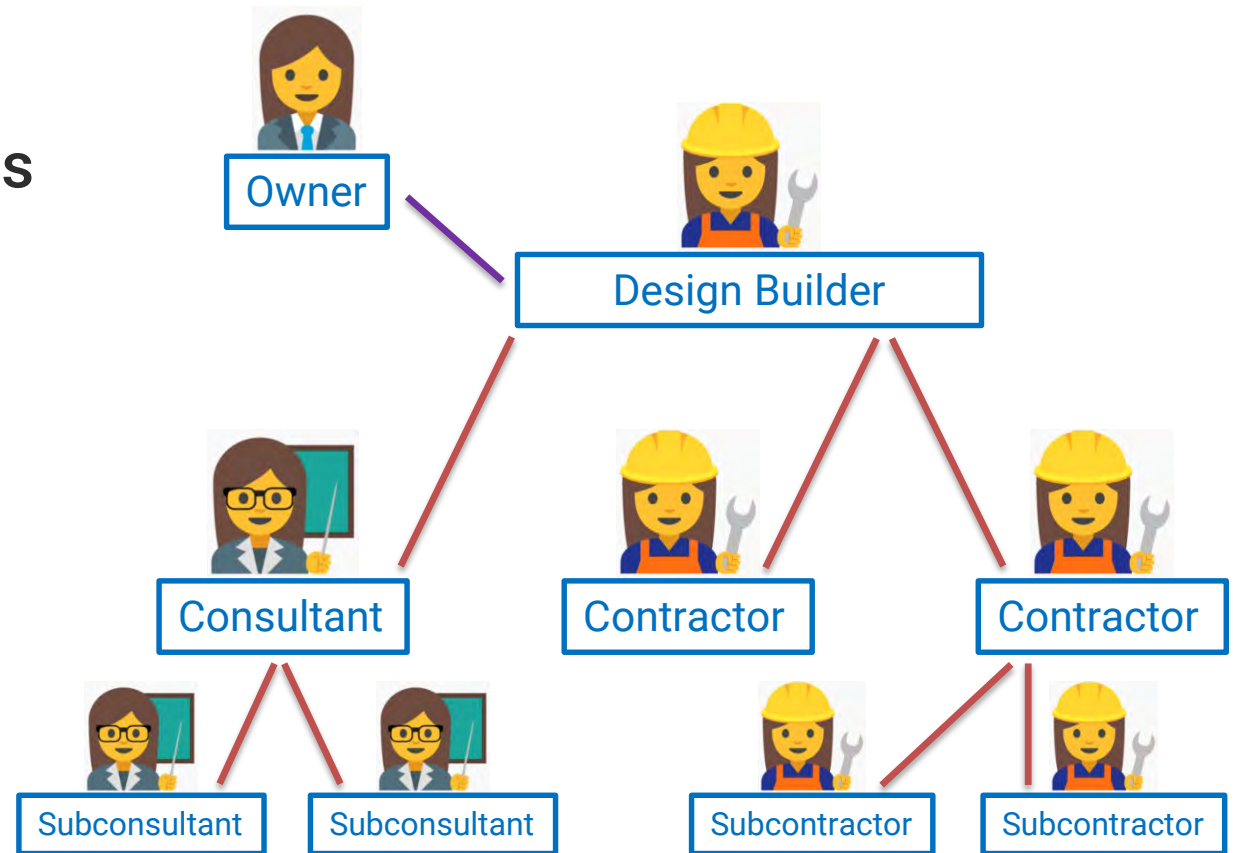 s
Owner
Design Builder
Consultant
Contractor
Contractor
Subconsultant
Subconsultant
Subcontractor
Subcontractor